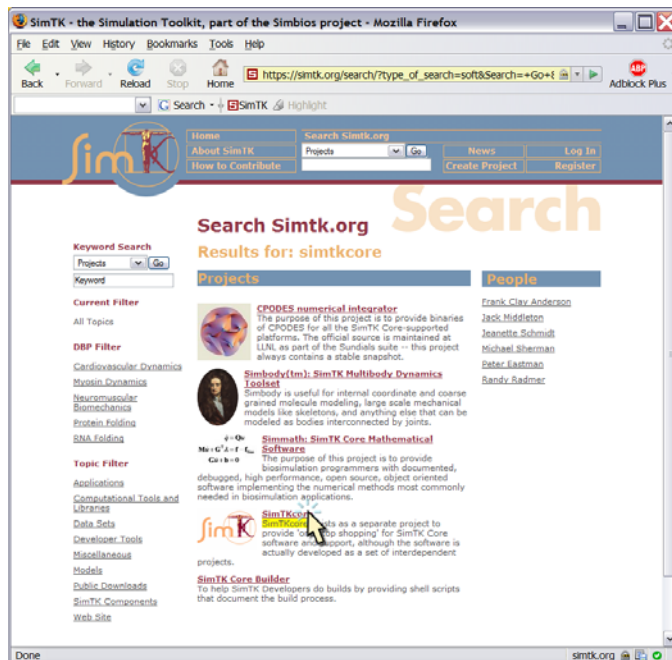 SimTK - the Simulation Toolkit, part of the Simbios project - Mozilla Firefox
File Edit View History Bookmarks Tools Help
Back Forward Reload Stop Home https://simtk.org/search/?type_of_search=soft&Search=+Go+& Adblock Plus
G Search SimTK Highlight
SimTK
Home Search Simtk.org
About SimTK Projects Go News Log In
How to Contribute Create Project Register
Search
Search Simtk.org
Results for: simtkcore
Keyword Search
Projects Go
Keyword
Current Filter
All Topics
DBP Filter
Cardiovascular Dynamics
Myosin Dynamics
Neuromuscular
Biomechanics
Protein Folding
RNA Folding
Topic Filter
Applications
Computational Tools and
Libraries
Data Sets
Developer Tools
Miscellaneous
Models
Public Downloads
SimTK Components
Web Site
Projects
CPODES numerical integrator
The purpose of this project is to provide binaries
of CPODES for all the SimTK Core-supported
platforms. The official source is maintained at
LLNL as part of the Sundials suite -- this project
always contains a stable snapshot.
Simbody(tm): SimTK Multibody Dynamics
Toolset
Simbody is useful for internal coordinate and coarse
grained molecule modeling, large scale mechanical
models like skeletons, and anything else that can be
modeled as bodies interconnected by joints.
Simmath: SimTK Core Mathematical
Software
The purpose of this project is to provide
biosimulation programmers with documented,
debugged, high performance, open source, object oriented
software implementing the numerical methods most commonly
needed in biosimulation applications.
SimTKcore
SimTKcore as a separate project to
provide shopping' for SimTK Core
software and support, although the software is
actually developed as a set of interdependent
projects.
SimTK Core Builder
To help SimTK Developers do builds by providing shell scripts
that document the build process.
People
Frank Clay Anderson
Jack Middleton
Jeanette Schmidt
Michael Sherman
Peter Eastman
Randy Radmer
Done simtk.org